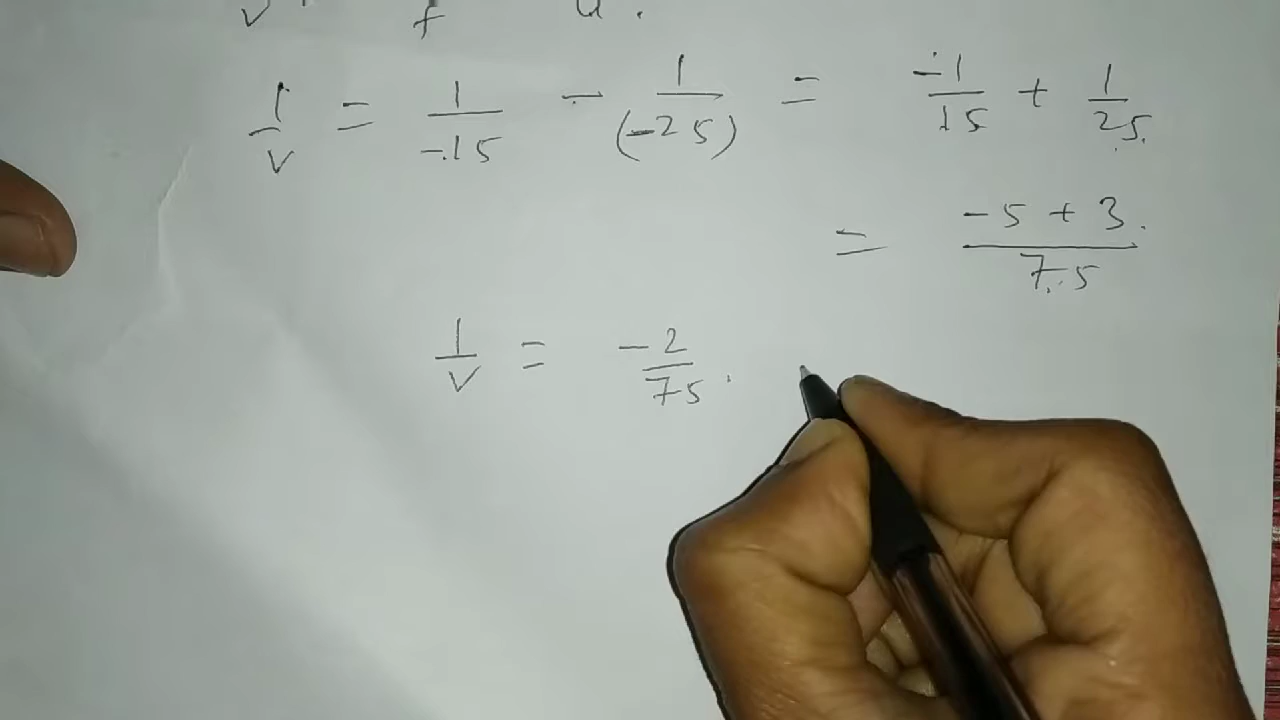 1/v = 1/-15 - 1/(-25) = -1/15 + 1/25
= -5 + 3/75
1/v = -2/75